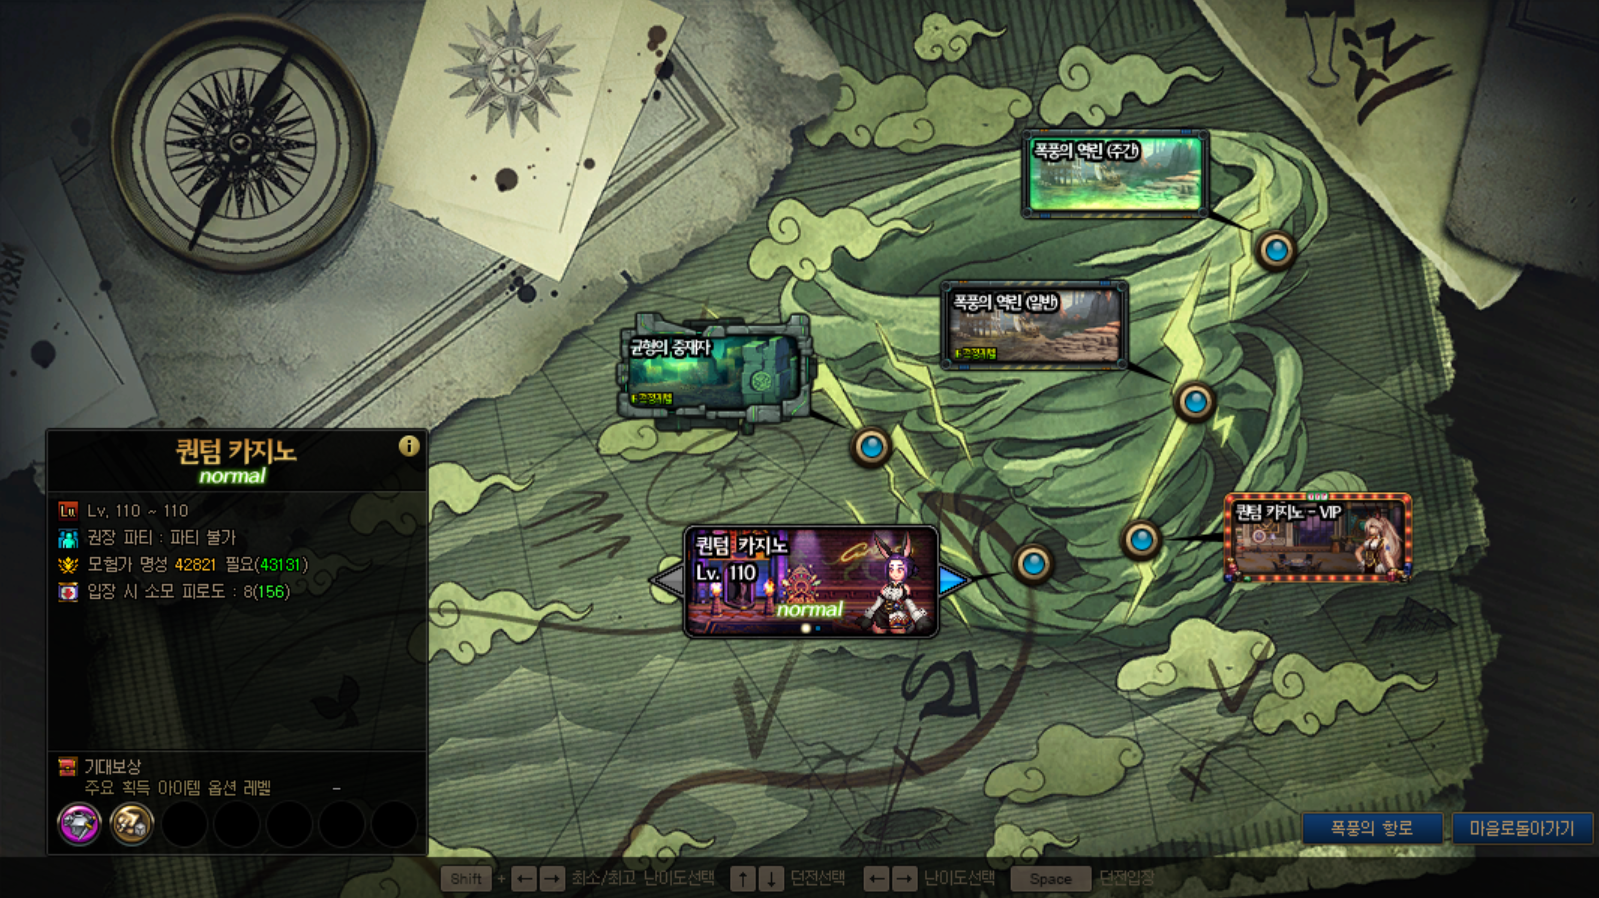 폭풍의 역린 (주간)
폭풍의 역린 (일반)
균형의 중재자
퀀텀 카지노 - VIP
퀀텀 카지노
Lv. 110
normal
퀀텀 카지노
normal
Lv. 110 ~ 110
권장 파티 : 파티 불가
모험가 명성 42821 필요(43131)
입장 시 소모 피로도 : 8(156)
기대보상
주요 획득 아이템 옵션 레벨 –
폭풍의 항로
마을로돌아가기
Shift + ← → 최소/최고 난이도선택 ↑ ↓ 던전선택 ← → 난이도선택 Space 던전입장